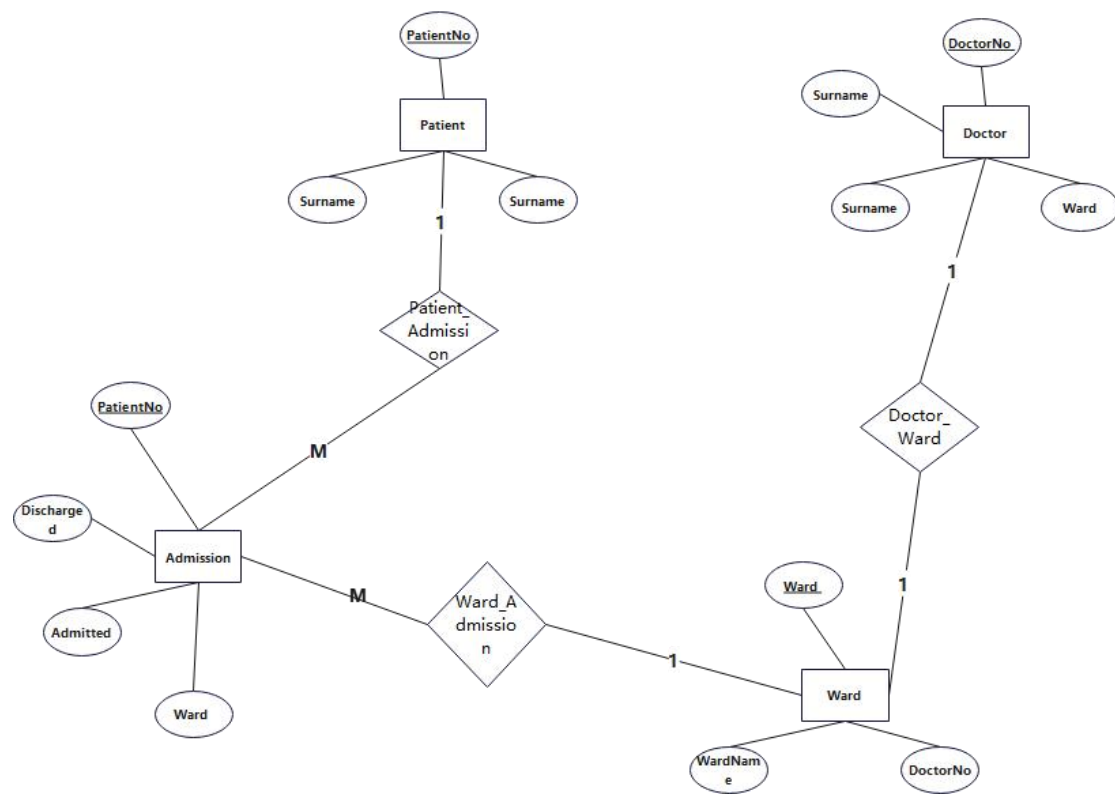 PatientNo
DoctorNo
Surname
Patient
Doctor
Surname
Surname
Surname
Ward
1
1
Patient_
Admissi
on
PatientNo
Doctor_
Ward
M
Discharge
d
Admission
Ward
1
M
Ward_A
dmissio
n
Admitted
1
Ward
Ward
WardNam
e
DoctorNo